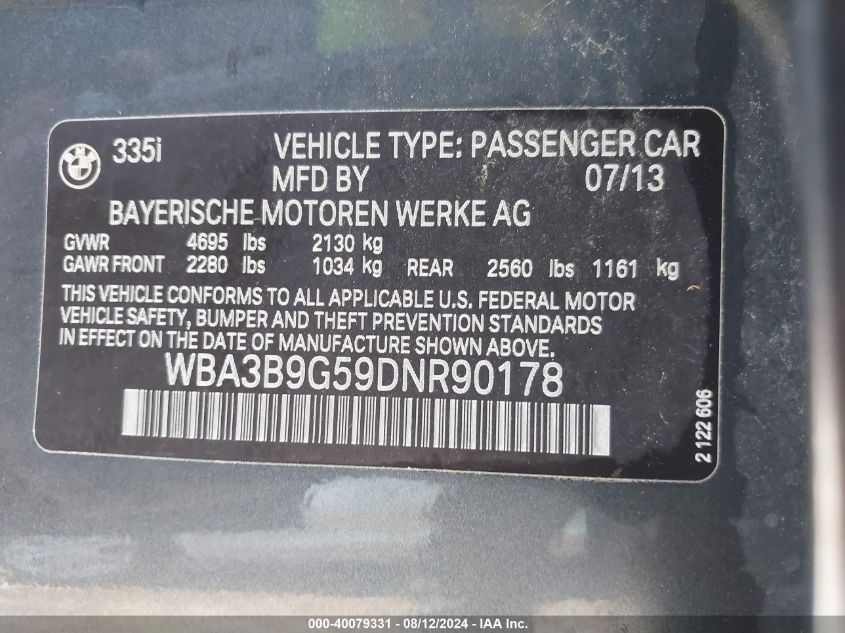 335i VEHICLE TYPE: PASSENGER CAR
MFD BY 07/13
BAYERISCHE MOTOREN WERKE AG
GVWR 4695 lbs 2130 kg
GAWR FRONT 2280 lbs 1034 kg REAR 2560 lbs 1161 kg
THIS VEHICLE CONFORMS TO ALL APPLICABLE U.S. FEDERAL MOTOR
VEHICLE SAFETY, BUMPER AND THEFT PREVENTION STANDARDS
IN EFFECT ON THE DATE OF MANUFACTURE SHOWN ABOVE.
WBA3B9G59DNR90178
2 122 606
000-40079331 - 08/12/2024 - IAA Inc.